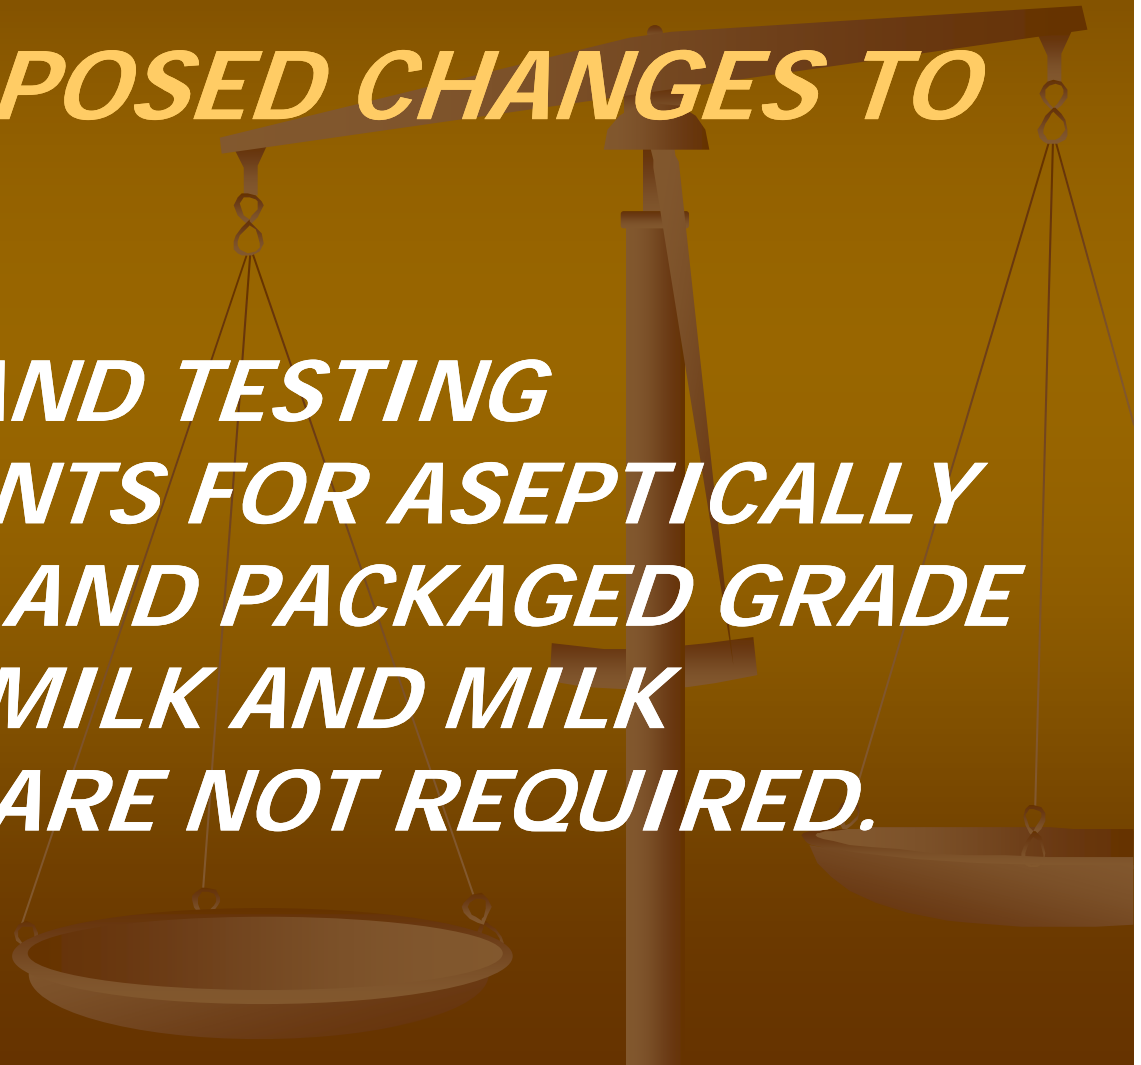 POSED CHANGES TO
AND TESTING
NTS FOR ASEPTICALLY
AND PACKAGED GRADE
MILK AND MILK
ARE NOT REQUIRED.